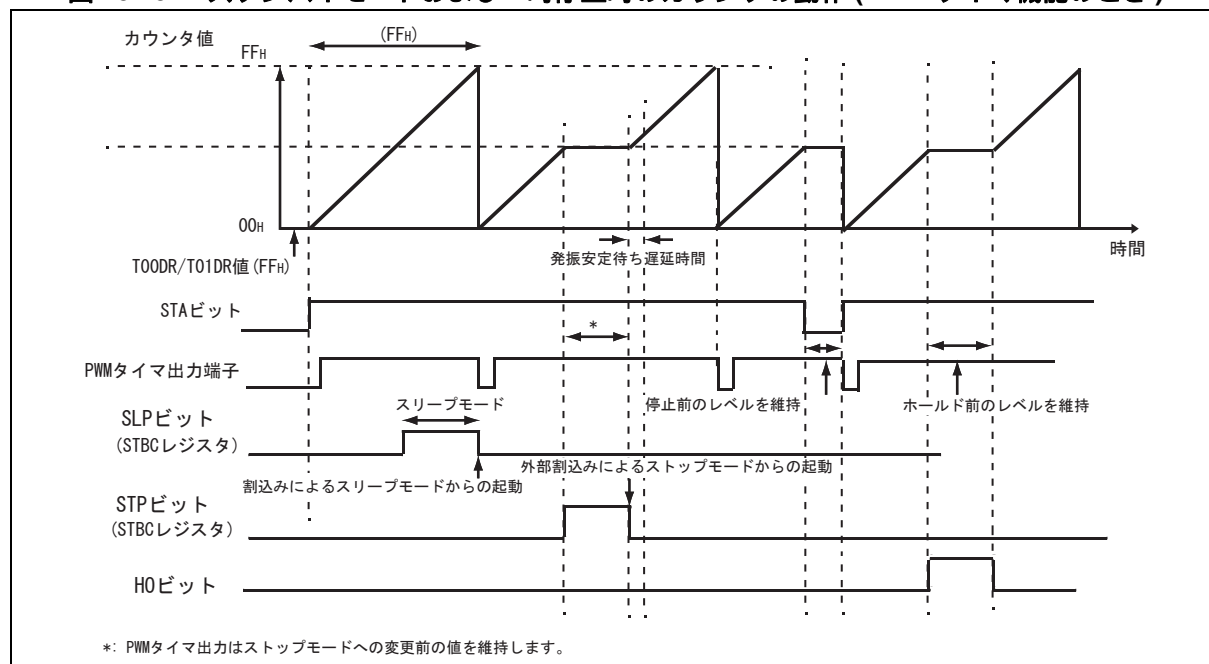 カウンタ値
(FFH)
FFH
00H
時間
T00DR/T01DR値(FFH)
発振安定待ち遅延時間
STAビット
*
PWMタイマ出力端子
停止前のレベルを維持
ホールド前のレベルを維持
スリープモード
SLPビット
(STBCレジスタ)
外部割込みによるストップモードからの起動
割込みによるスリープモードからの起動
STPビット
(STBCレジスタ)
HOビット
*: PWMタイマ出力はストップモードへの変更前の値を維持します。